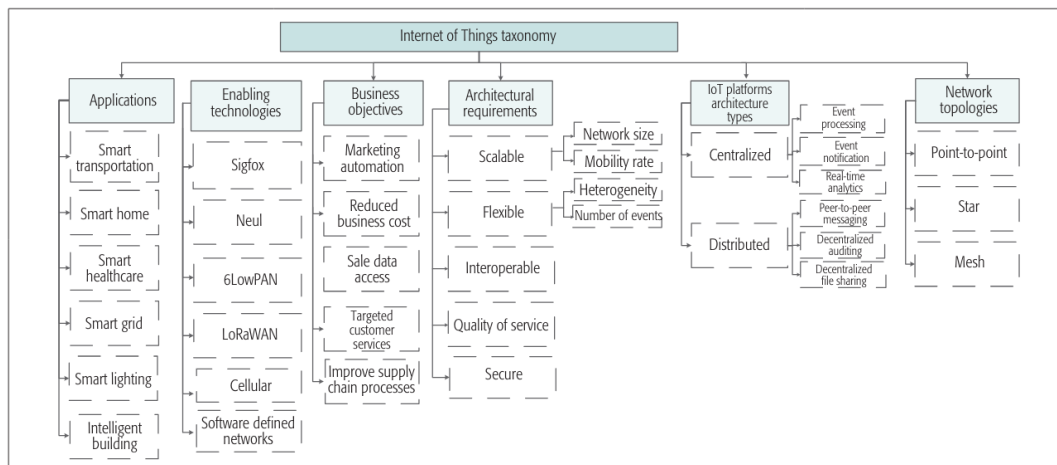 Internet of Things taxonomy
Applications
Smart
transportation
Smart home
Smart
healthcare
Smart grid
Smart lighting
Intelligent
building
Enabling
technologies
Sigfox
Neul
6LowPAN
LoRaWAN
Cellular
Software defined
networks
Business
objectives
Marketing
automation
Reduced
business cost
Sale data
access
Targeted
customer
services
Improve supply
chain processes
Architectural
requirements
Scalable
Network size
Mobility rate
Flexible
Heterogeneity
Number of events
Interoperable
Quality of service
Secure
IoT platforms
architecture
types
Centralized
Event
processing
Event
notification
Real-time
analytics
Distributed
Peer-to-peer
messaging
Decentralized
auditing
Decentralized
file sharing
Network
topologies
Point-to-point
Star
Mesh